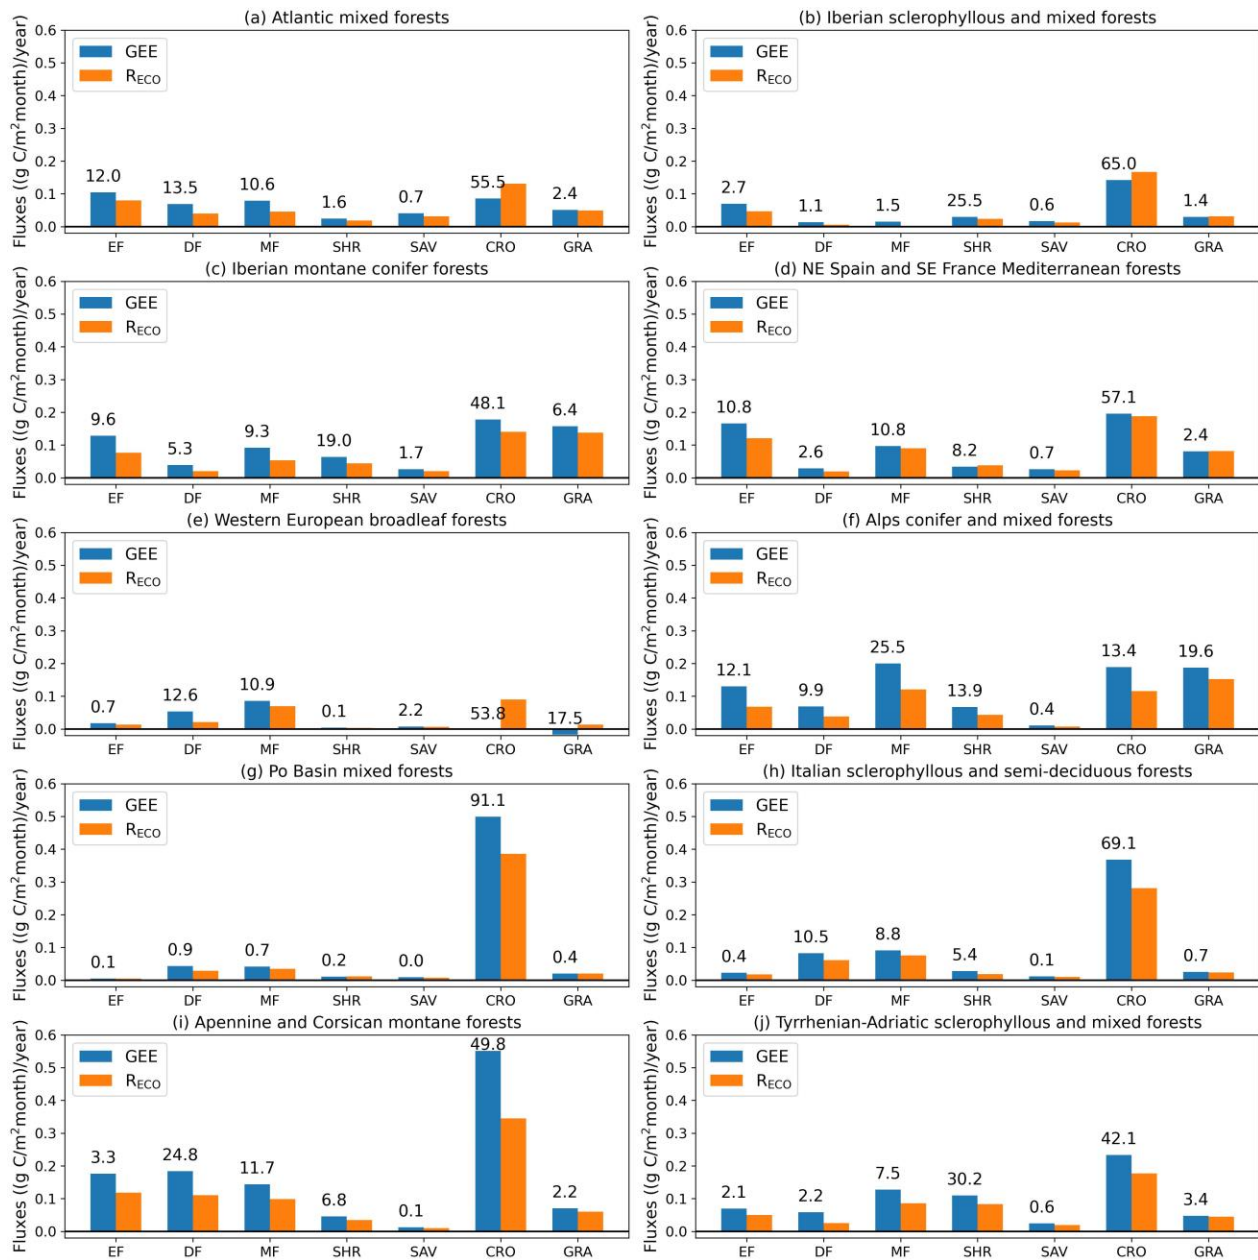 (a) Atlantic mixed forests
Fluxes ((g C/m²month)/year)
0.6
0.5
0.4
0.3
0.2
0.1
0.0
GEE
R_ECO
12.0 13.5 10.6 1.6 0.7 55.5 2.4
EF DF MF SHR SAV CRO GRA
(b) Iberian sclerophyllous and mixed forests
Fluxes ((g C/m²month)/year)
0.6
0.5
0.4
0.3
0.2
0.1
0.0
GEE
R_ECO
2.7 1.1 1.5 25.5 0.6 65.0 1.4
EF DF MF SHR SAV CRO GRA
(c) Iberian montane conifer forests
Fluxes ((g C/m²month)/year)
0.6
0.5
0.4
0.3
0.2
0.1
0.0
GEE
R_ECO
9.6 5.3 9.3 19.0 1.7 48.1 6.4
EF DF MF SHR SAV CRO GRA
(d) NE Spain and SE France Mediterranean forests
Fluxes ((g C/m²month)/year)
0.6
0.5
0.4
0.3
0.2
0.1
0.0
GEE
R_ECO
10.8 2.6 10.8 8.2 0.7 57.1 2.4
EF DF MF SHR SAV CRO GRA
(e) Western European broadleaf forests
Fluxes ((g C/m²month)/year)
0.6
0.5
0.4
0.3
0.2
0.1
0.0
GEE
R_ECO
0.7 12.6 10.9 0.1 2.2 53.8 17.5
EF DF MF SHR SAV CRO GRA
(f) Alps conifer and mixed forests
Fluxes ((g C/m²month)/year)
0.6
0.5
0.4
0.3
0.2
0.1
0.0
GEE
R_ECO
12.1 9.9 25.5 13.9 0.4 13.4 19.6
EF DF MF SHR SAV CRO GRA
(g) Po Basin mixed forests
Fluxes ((g C/m²month)/year)
0.6
0.5
0.4
0.3
0.2
0.1
0.0
GEE
R_ECO
0.1 0.9 0.7 0.2 0.0 91.1 0.4
EF DF MF SHR SAV CRO GRA
(h) Italian sclerophyllous and semi-deciduous forests
Fluxes ((g C/m²month)/year)
0.6
0.5
0.4
0.3
0.2
0.1
0.0
GEE
R_ECO
0.4 10.5 8.8 5.4 0.1 69.1 0.7
EF DF MF SHR SAV CRO GRA
(i) Apennine and Corsican montane forests
Fluxes ((g C/m²month)/year)
0.6
0.5
0.4
0.3
0.2
0.1
0.0
GEE
R_ECO
3.3 24.8 11.7 6.8 0.1 49.8 2.2
EF DF MF SHR SAV CRO GRA
(j) Tyrrhenian-Adriatic sclerophyllous and mixed forests
Fluxes ((g C/m²month)/year)
0.6
0.5
0.4
0.3
0.2
0.1
0.0
GEE
R_ECO
2.1 2.2 7.5 30.2 0.6 42.1 3.4
EF DF MF SHR SAV CRO GRA